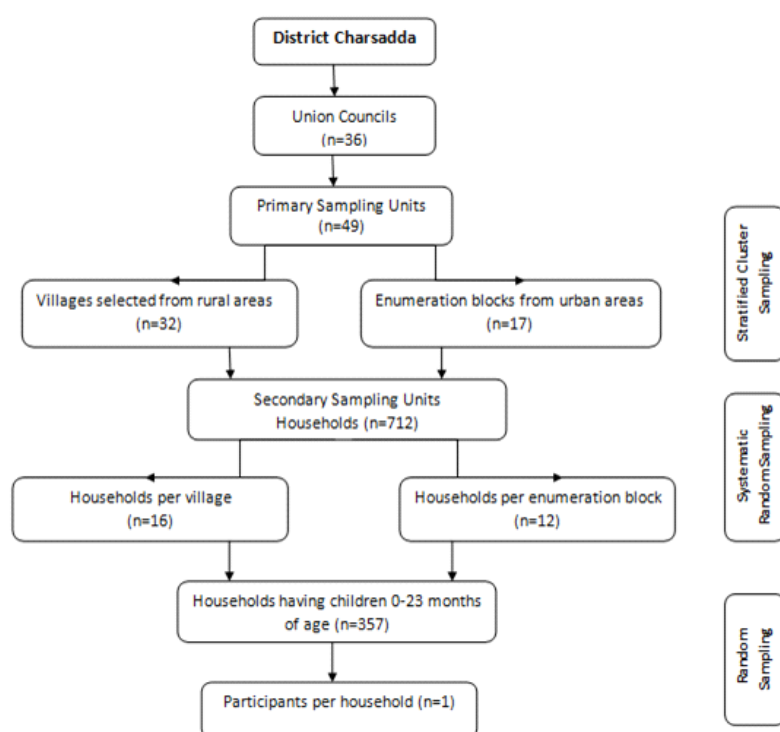 District Charsadda
Union Councils
(n=36)
Primary Sampling Units
(n=49)
Villages selected from rural areas
(n=32)
Enumeration blocks from urban areas
(n=17)
Stratified Cluster
Sampling
Secondary Sampling Units
Households (n=712)
Households per village
(n=16)
Households per enumeration block
(n=12)
Systematic
Random Sampling
Households having children 0-23 months
of age (n=357)
Participants per household (n=1)
Random
Sampling